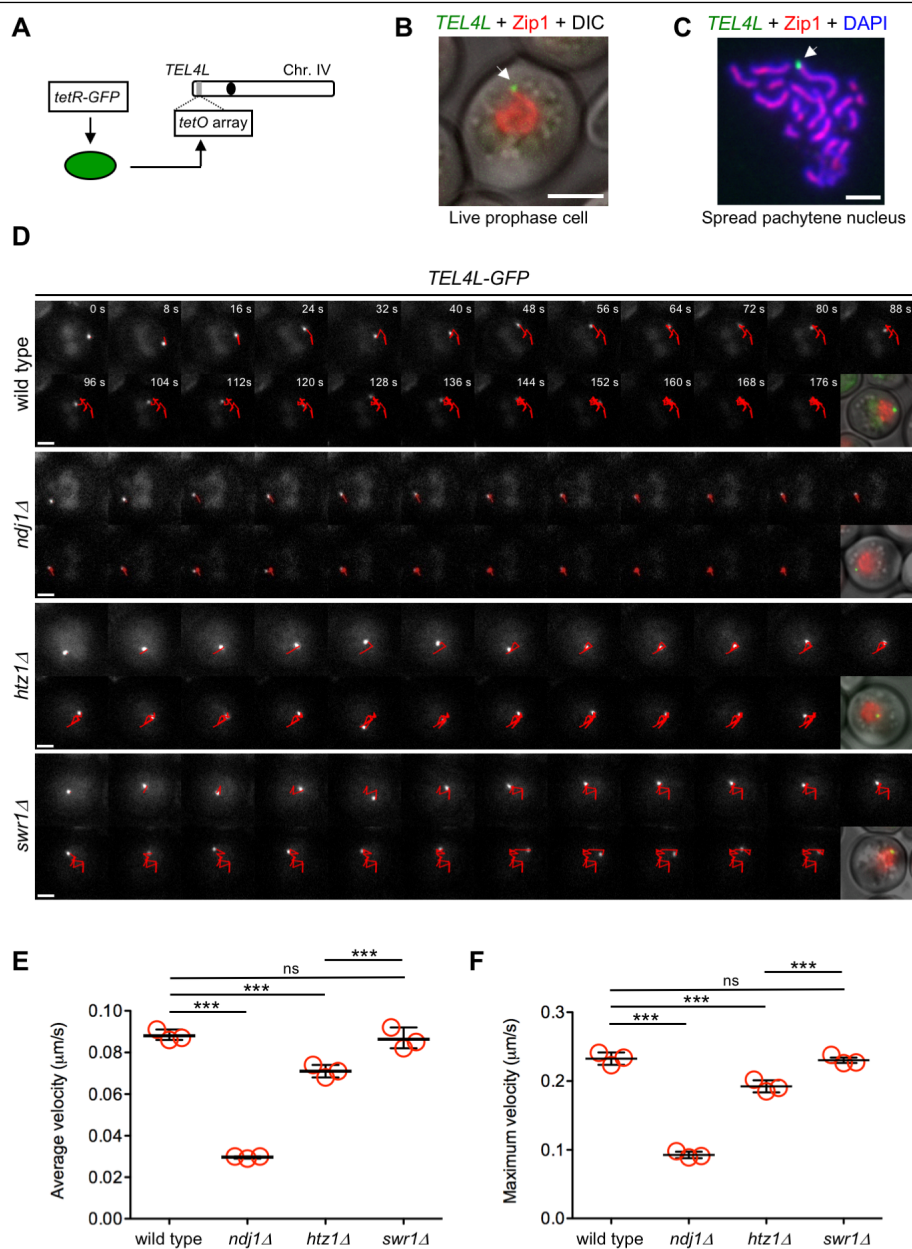 A
TEL4L
Chr. IV
tetR-GFP
tetO array
B
TEL4L + Zip1 + DIC
Live prophase cell
C
TEL4L + Zip1 + DAPI
Spread pachytene nucleus
D
TEL4L-GFP
wild type
0 s 8 s 16 s 24 s 32 s 40 s 48 s 56 s 64 s 72 s 80 s 88 s
96 s 104 s 112s 120 s 128 s 136 s 144 s 152 s 160 s 168 s 176 s
ndj1Δ
htz1Δ
swr1Δ
E
***
ns
***
***
Average velocity (μm/s)
0.10
0.08
0.06
0.04
0.02
0.00
wild type ndj1Δ htz1Δ swr1Δ
F
***
ns
***
***
Maximum velocity (μm/s)
0.3
0.2
0.1
0.0
wild type ndj1Δ htz1Δ swr1Δ